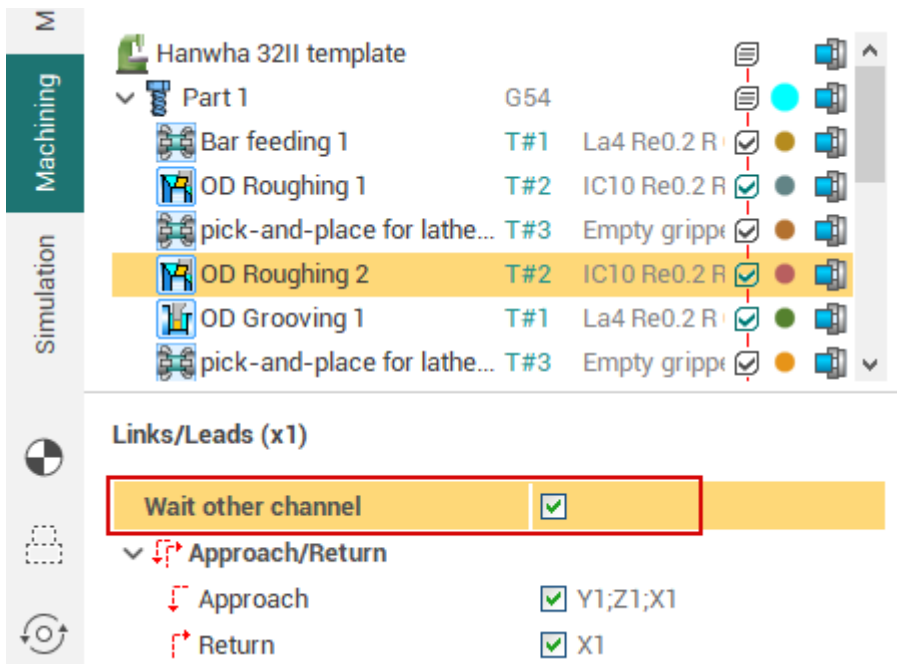 M
Machining
Simulation
Hanwha 32II template
Part 1 G54
Bar feeding 1 T#1 La4 Re0.2 R
OD Roughing 1 T#2 IC10 Re0.2 R
pick-and-place for lathe... T#3 Empty grippe
OD Roughing 2 T#2 IC10 Re0.2 R
OD Grooving 1 T#1 La4 Re0.2 R
pick-and-place for lathe... T#3 Empty grippe
Links/Leads (x1)
Wait other channel
Approach/Return
Approach Y1;Z1;X1
Return X1